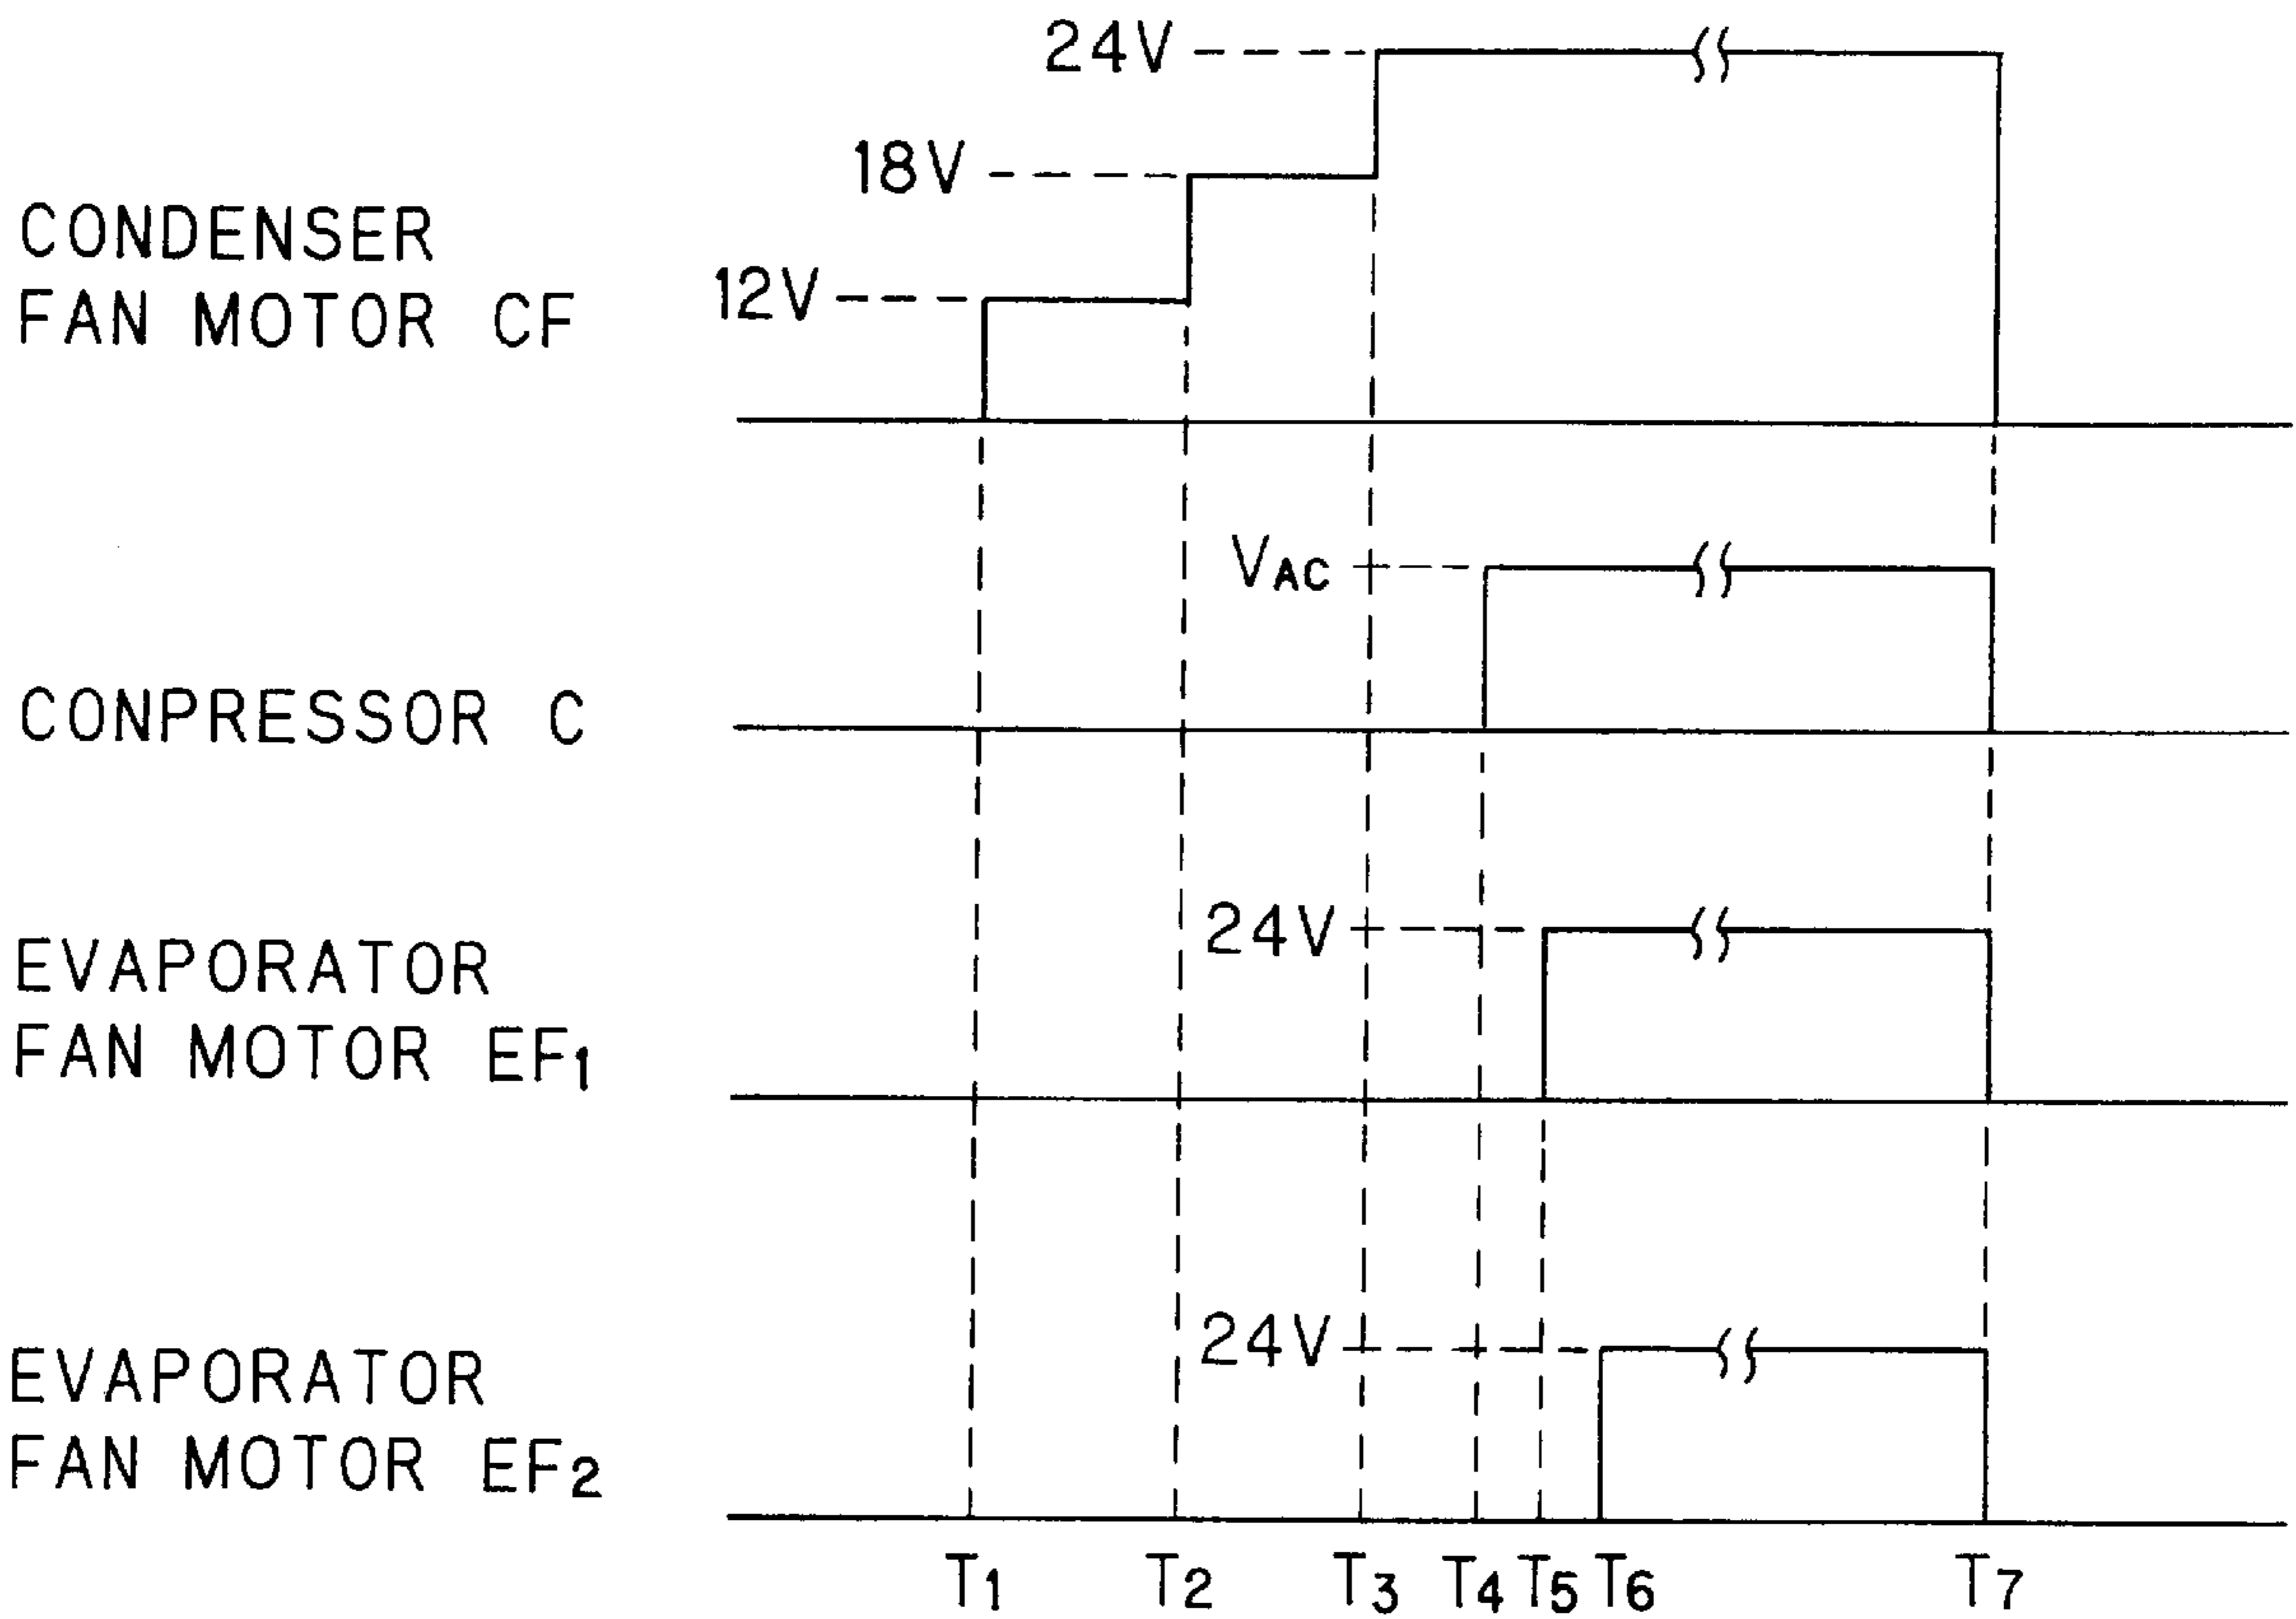 24V
18V
12V
CONDENSER
FAN MOTOR CF
VAC
CONPRESSOR C
24V
EVAPORATOR
FAN MOTOR EF1
24V
EVAPORATOR
FAN MOTOR EF2
T1 T2 T3 T4 T5 T6 T7